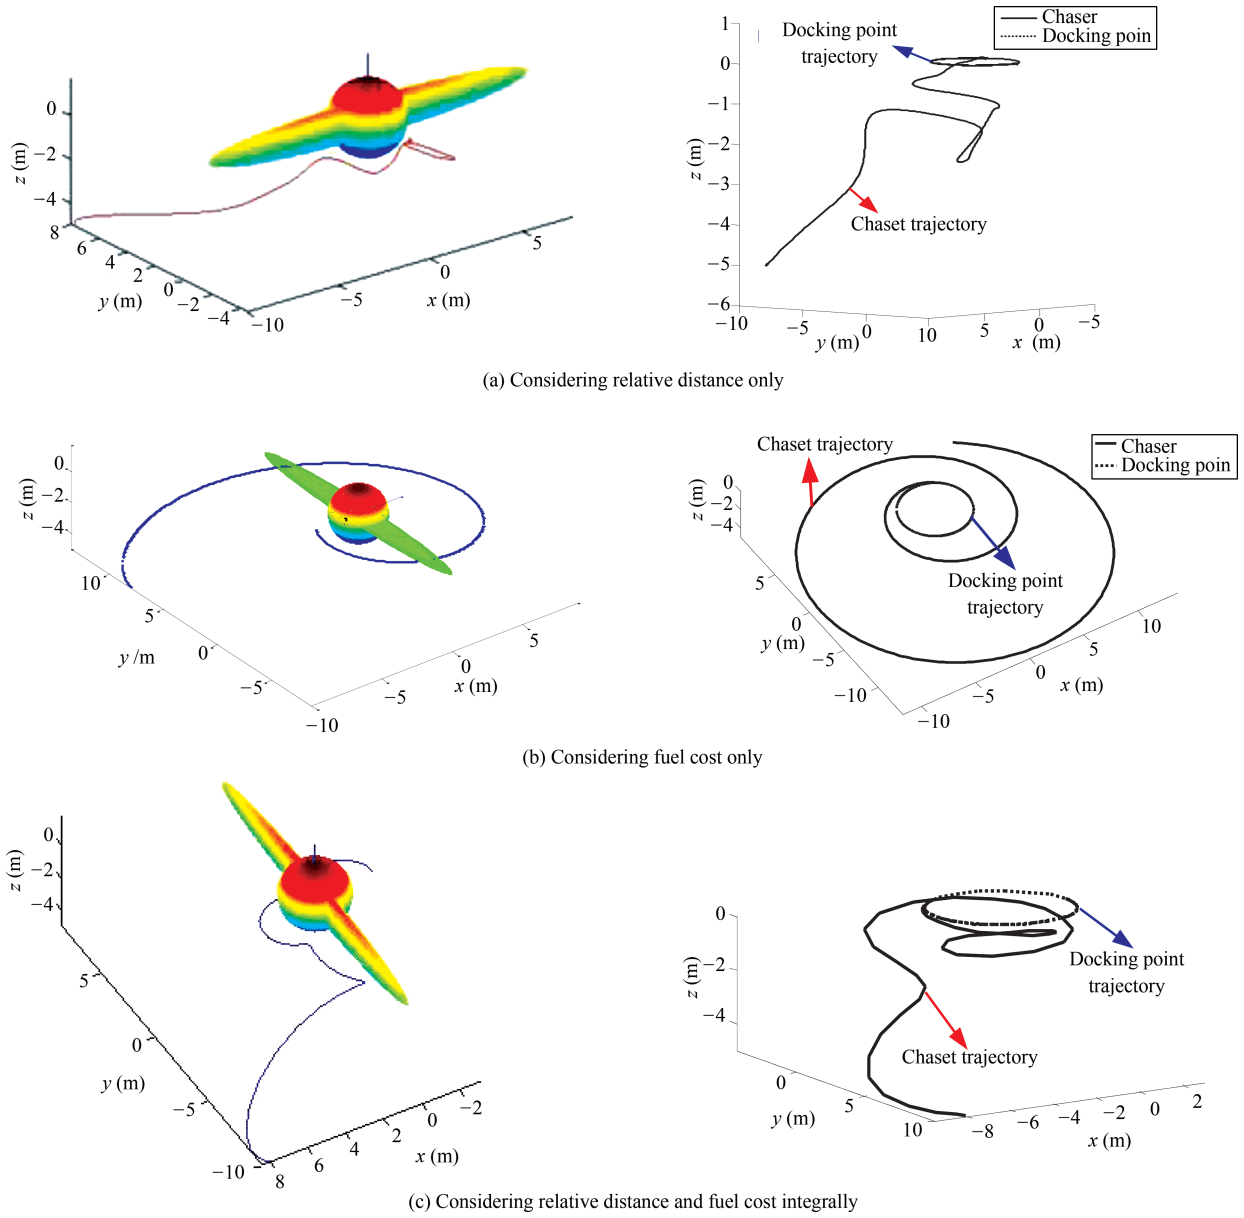 0
−2
−4
z (m)
8
6
4
2
0
−2
−4
y (m)
−10
−5
0
5
x (m)
1
0
−1
−2
−3
−4
−5
−6
z (m)
−10
−5
0
10
y (m)
5
0
−5
x (m)
Docking point
trajectory
Chaser
Docking poin
Chaset trajectory
(a) Considering relative distance only
0
−2
−4
z (m)
10
5
0
−5
y /m
−10
−5
0
5
x (m)
Chaset trajectory
Chaser
Docking poin
0
−2
−4
z (m)
5
0
−5
−10
y (m)
−10
−5
0
5
10
x (m)
Docking point
trajectory
(b) Considering fuel cost only
0
−2
−4
z (m)
5
0
−5
−10
y (m)
8
6
4
2
0
−2
x (m)
0
−2
−4
z (m)
0
5
10
y (m)
−8
−6
−4
−2
0
2
x (m)
Docking point
trajectory
Chaset trajectory
(c) Considering relative distance and fuel cost integrally